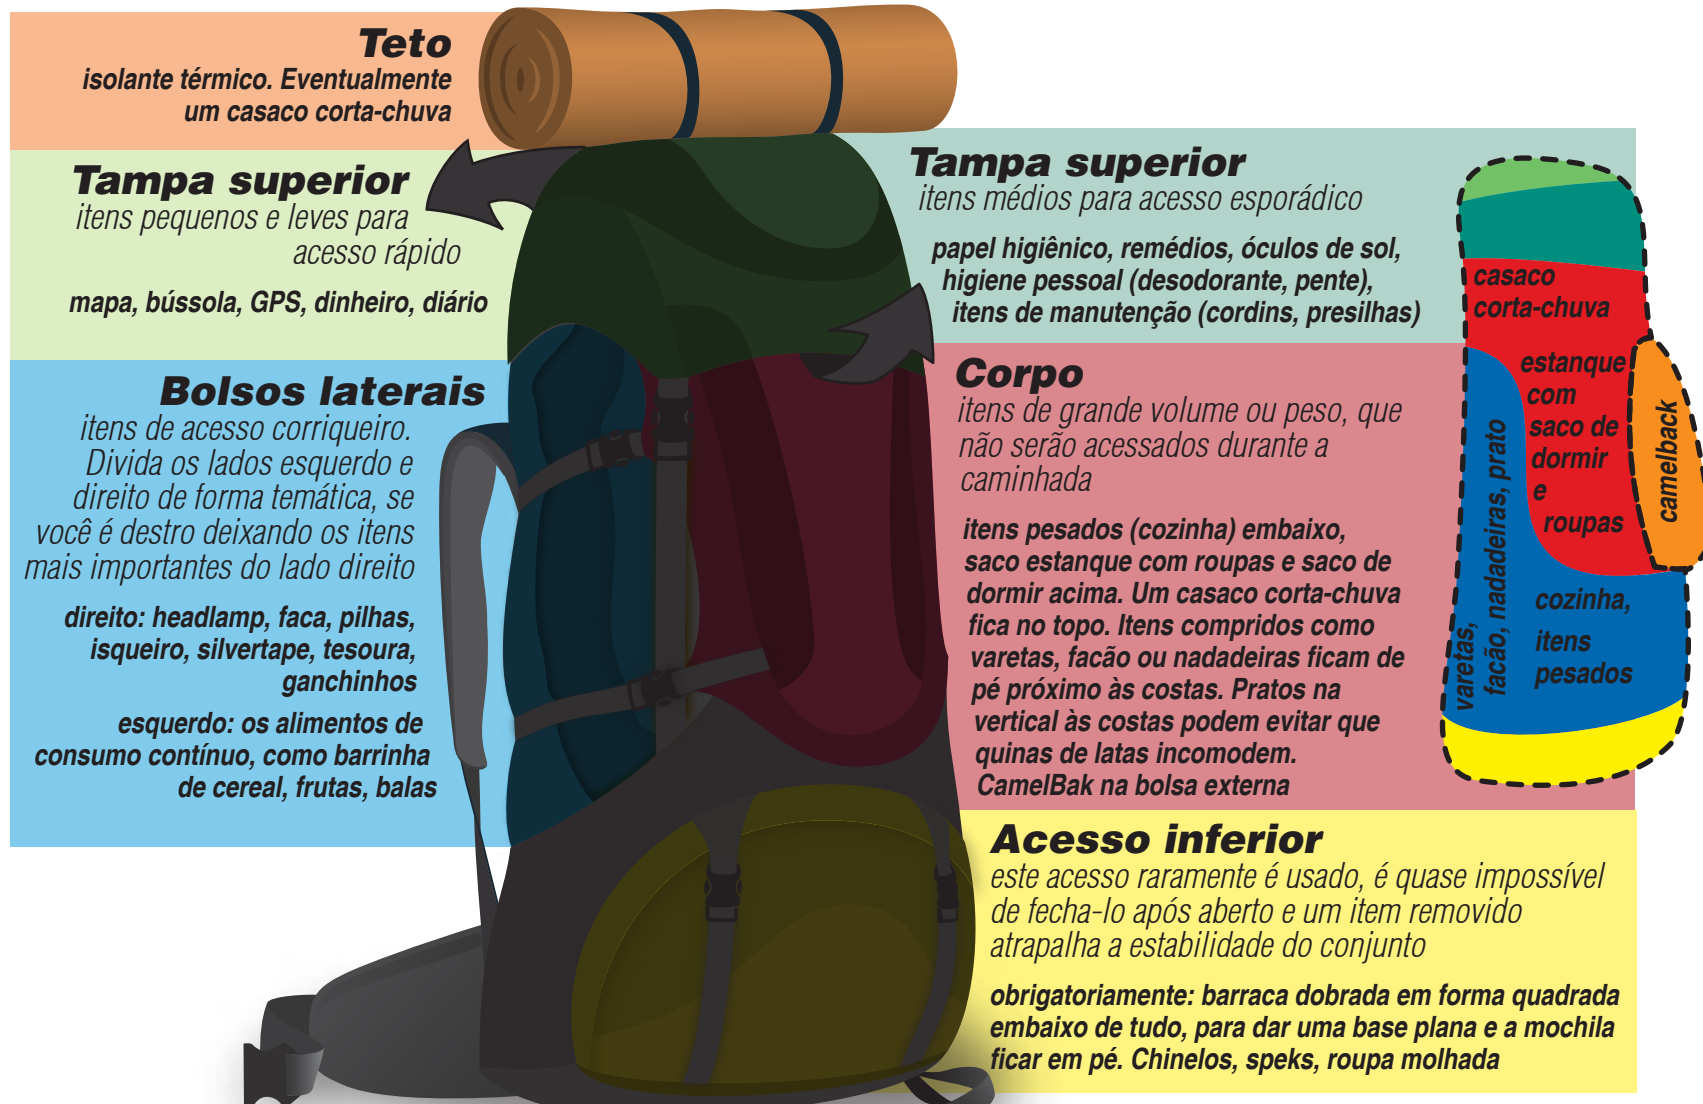 Teto
isolante térmico. Eventualmente
um casaco corta-chuva
Tampa superior
itens pequenos e leves para
acesso rápido
mapa, bússola, GPS, dinheiro, diário
Bolsos laterais
itens de acesso corriqueiro.
Divida os lados esquerdo e
direito de forma temática, se
você é destro deixando os itens
mais importantes do lado direito
direito: headlamp, faca, pilhas,
isqueiro, silvertape, tesoura,
ganchinhos
esquerdo: os alimentos de
consumo contínuo, como barrinha
de cereal, frutas, balas
Tampa superior
itens médios para acesso esporádico
papel higiênico, remédios, óculos de sol,
higiene pessoal (desodorante, pente),
itens de manutenção (cordins, presilhas)
Corpo
itens de grande volume ou peso, que
não serão acessados durante a
caminhada
itens pesados (cozinha) embaixo,
saco estanque com roupas e saco de
dormir acima. Um casaco corta-chuva
fica no topo. Itens compridos como
varetas, facão ou nadadeiras ficam de
pé próximo às costas. Pratos na
vertical às costas podem evitar que
quinas de latas incomodem.
CamelBak na bolsa externa
Acesso inferior
este acesso raramente é usado, é quase impossível
de fecha-lo após aberto e um item removido
atrapalha a estabilidade do conjunto
obrigatoriamente: barraca dobrada em forma quadrada
embaixo de tudo, para dar uma base plana e a mochila
ficar em pé. Chinelos, speks, roupa molhada
casaco
corta-chuva
estanque
com
saco de
dormir
e
roupas
camelback
varetas,
facão, nadadeiras, prato
cozinha,
itens
pesados